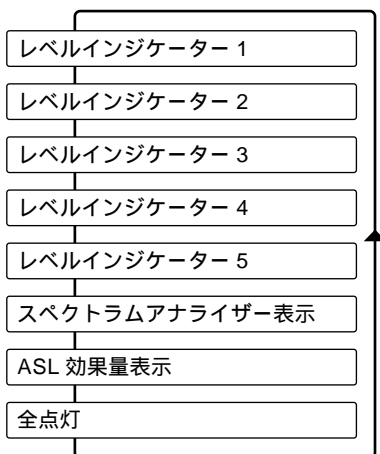 レベルインジケーター 1
レベルインジケーター 2
レベルインジケーター 3
レベルインジケーター 4
レベルインジケーター 5
スペクトラムアナライザー表示
ASL 効果量表示
全点灯